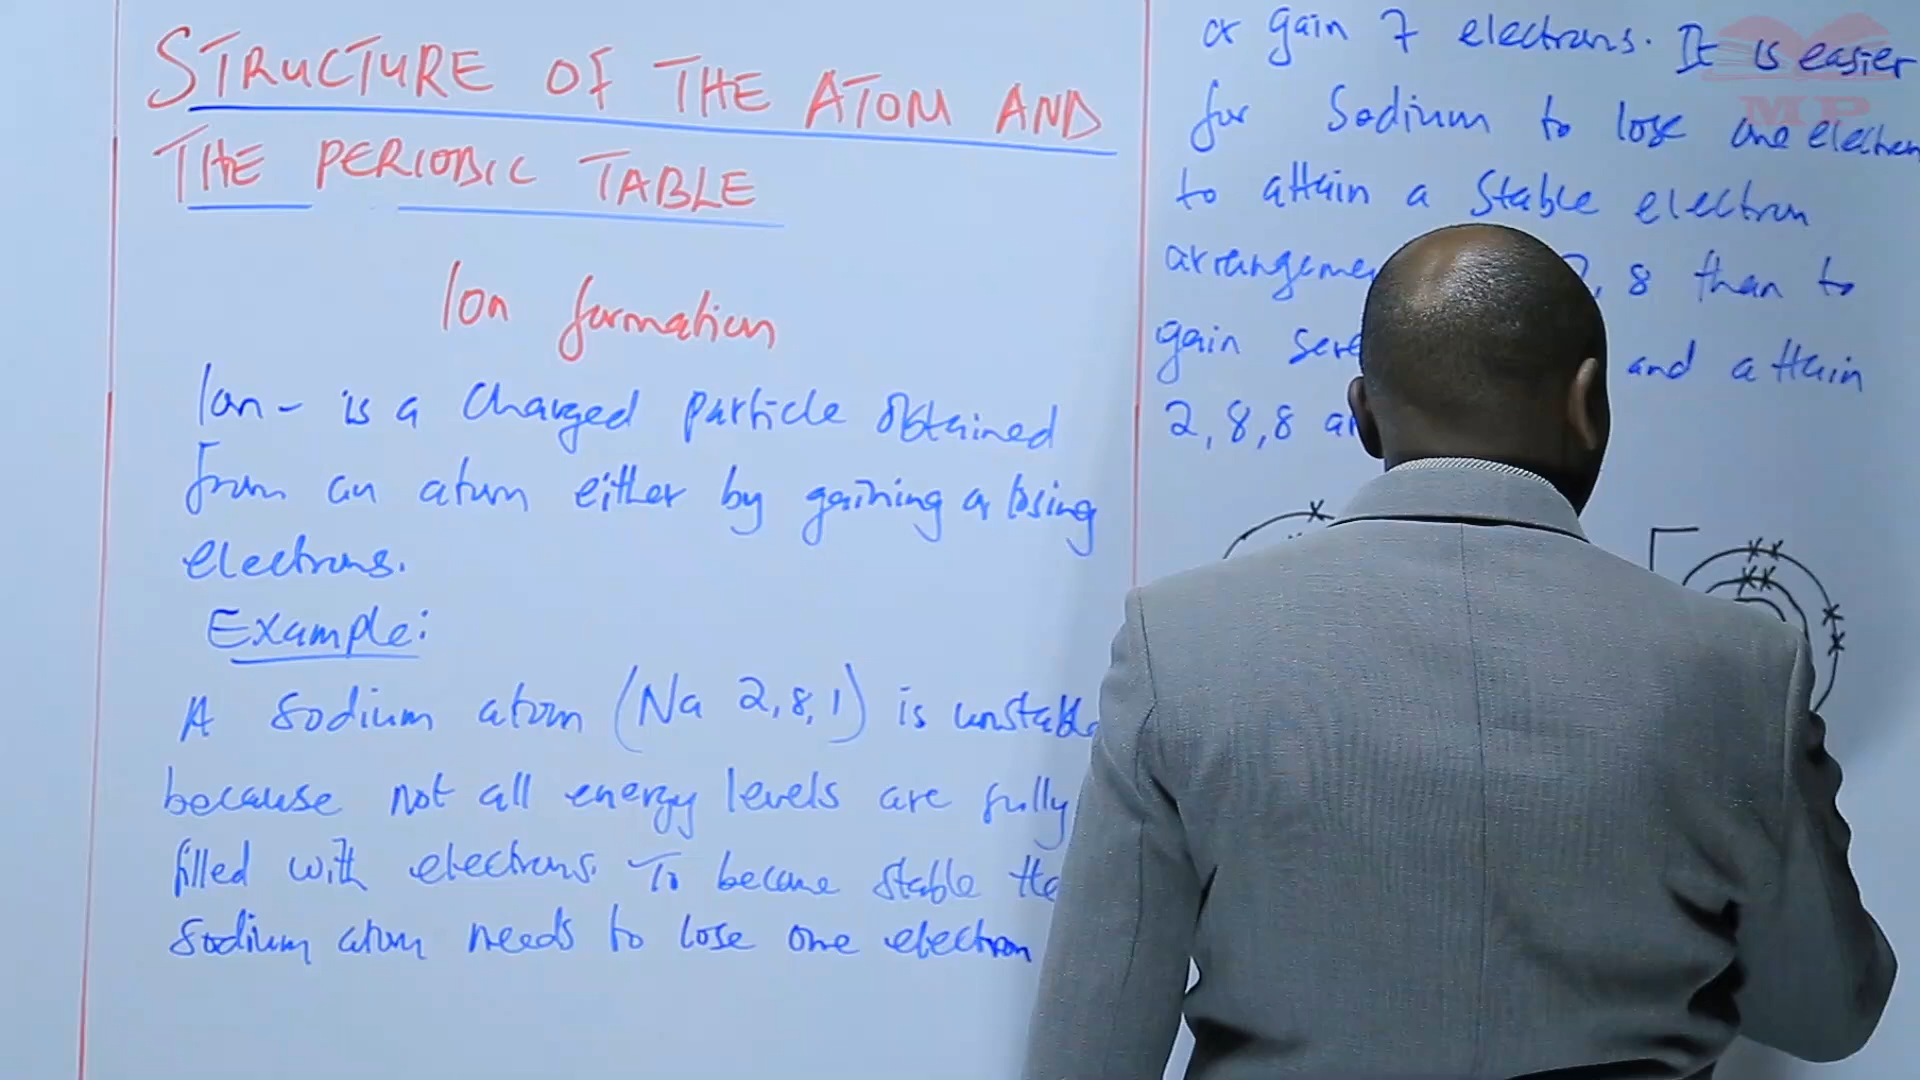 STRUCTURE OF THE ATOM AND
THE PERIODIC TABLE
Ion formation
Ion - is a charged particle obtained
from an atom either by gaining or losing
electrons.
Example:
A sodium atom (Na 2,8,1) is unstable
because not all energy levels are fully
filled with electrons. To become stable the
sodium atom needs to lose one electron
or gain 7 electrons. It is easier
for Sodium to lose one electron
to attain a stable electron
8 than to
gain and attain
2,8,8
MP